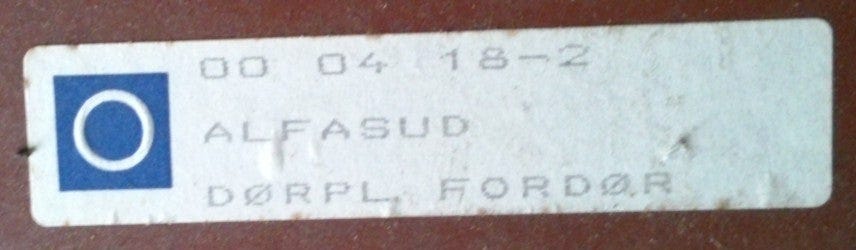 00 04 18-2
ALFASUD
DØRPL FORDØR